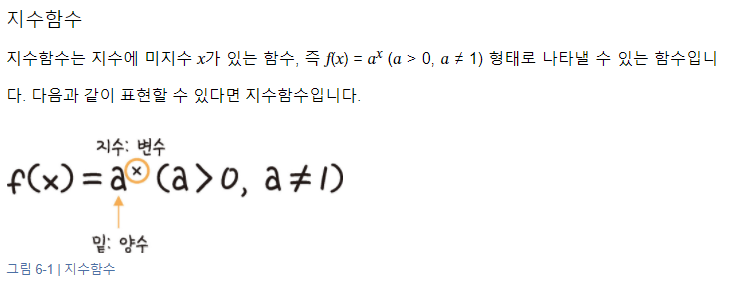 지수함수
지수함수는 지수에 미지수 x가 있는 함수, 즉 f(x) = aˣ (a > 0, a ≠ 1) 형태로 나타낼 수 있는 함수입니
다. 다음과 같이 표현할 수 있다면 지수함수입니다.
지수: 변수
f(x) = aˣ (a > 0, a ≠ 1)
밑: 양수
그림 6-1 | 지수함수